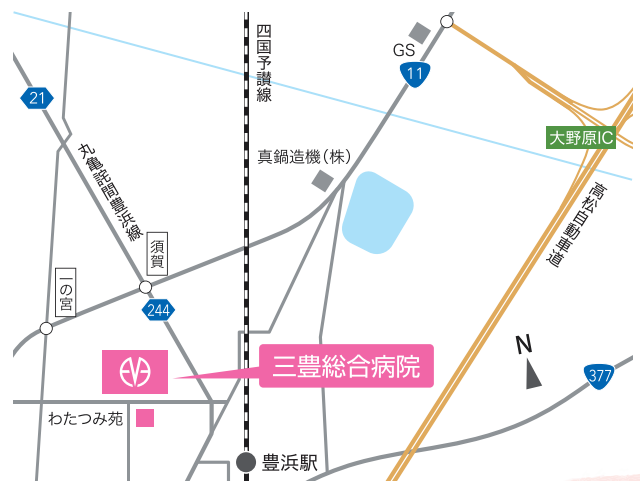 四国予讃線
GS
11
21
大野原IC
真鍋造機(株)
丸亀詫間豊浜線
高松自動車道
須賀
一の宮
244
N
三豊総合病院
377
わたつみ苑
豊浜駅